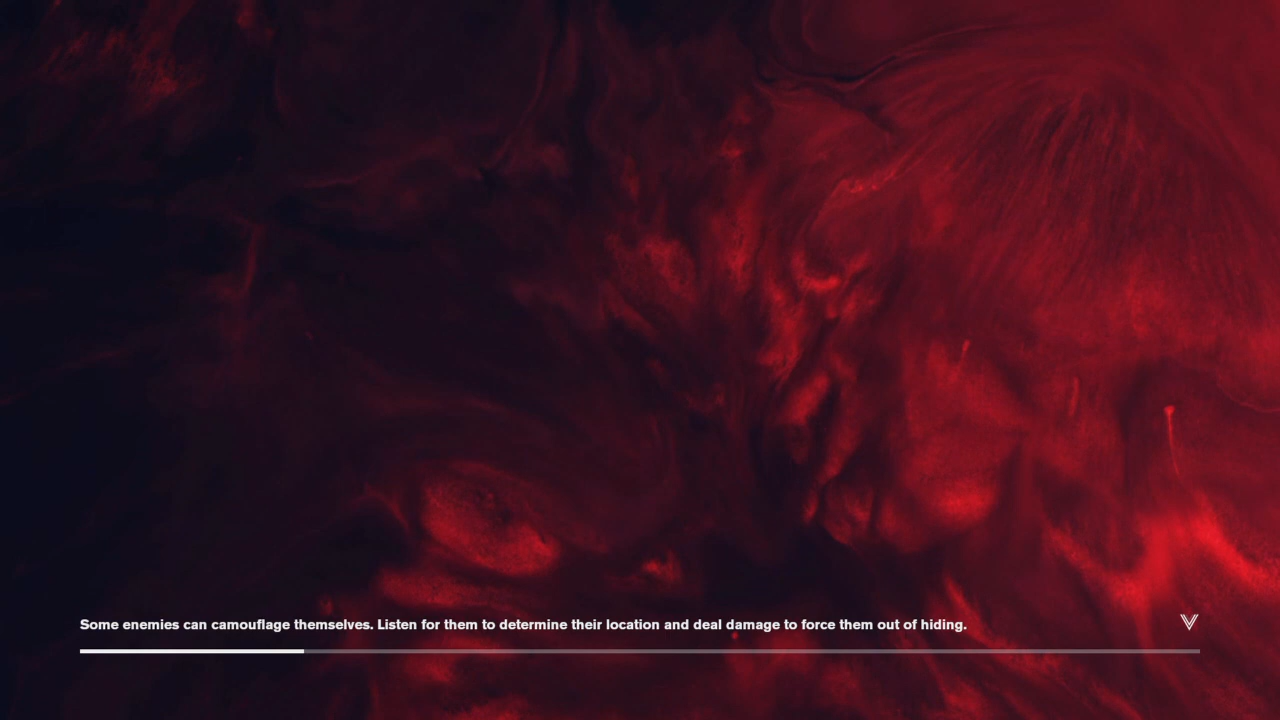 Some enemies can camouflage themselves. Listen for them to determine their location and deal damage to force them out of hiding.